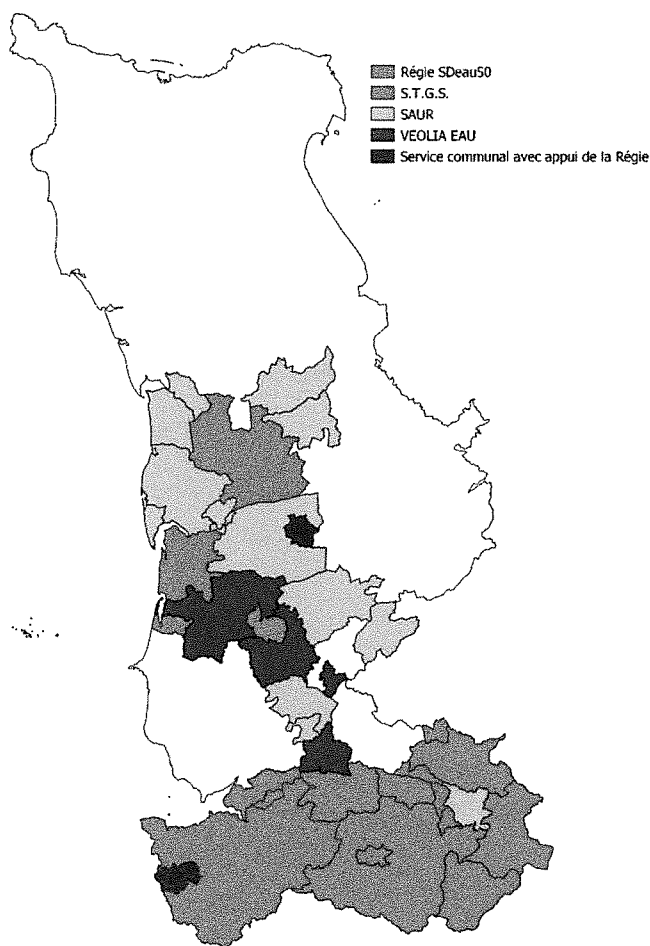 Régie SDeau50
S.T.G.S.
SAUR
VEOLIA EAU
Service communal avec appui de la Régie